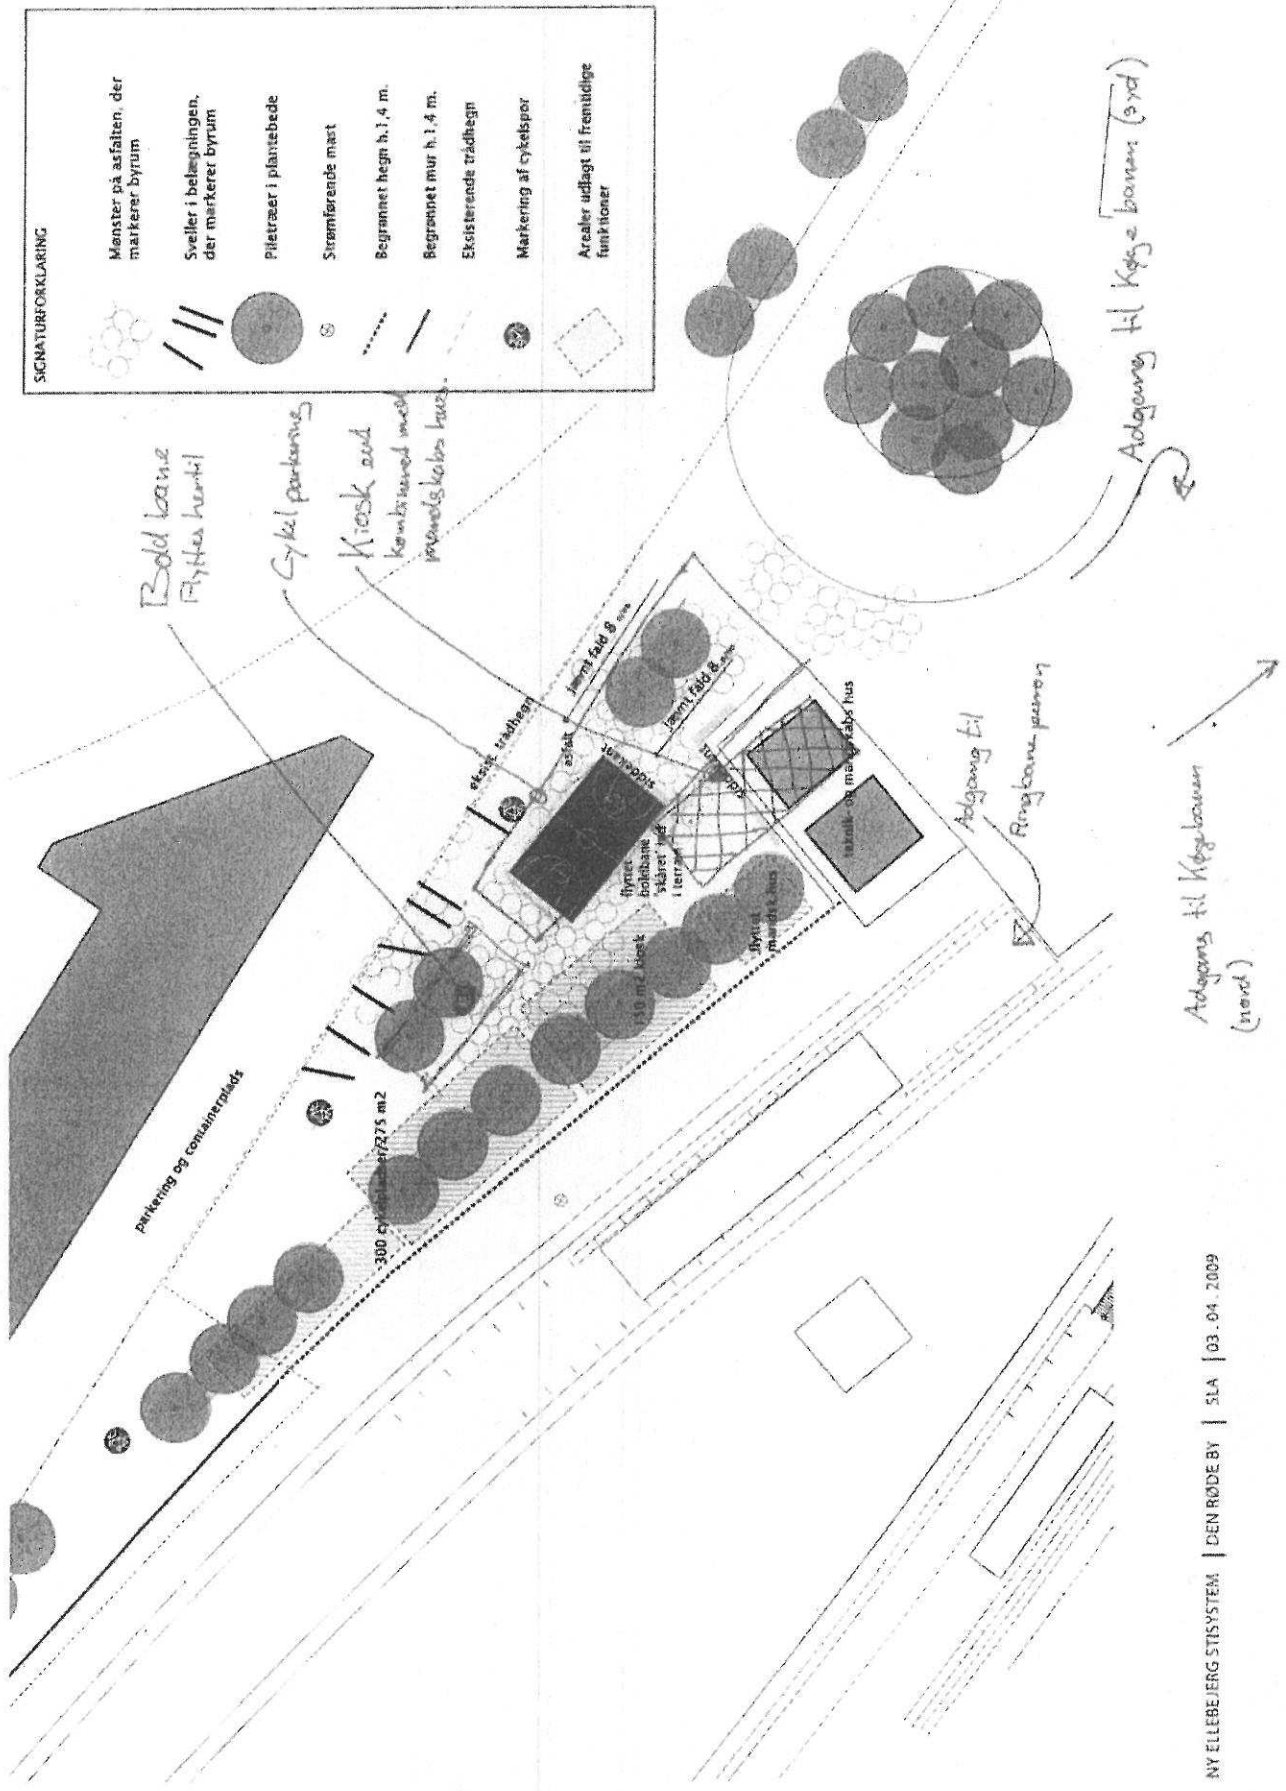 SIGNATURFORKLARING
Mønster på asfalten, der
markerer byrum
Sveller i belægningen,
der markerer byrum
Piletræer i plantebede
Strømførende mast
Begrønnet hegn h.1,4 m.
Begrønnet mur h.1,4 m.
Eksisterende trådhegn
Markering af cykelspor
Arealer udlagt til fremtidige
funktioner
Bold bane
Flyttes hertil
Cykel parkering
Kiosk evt
kombineret med
mandskabs hus.
parkering og containerplads
eksist. trådhegn
asfalt
jævnt fald 8 o/oo
jævnt fald 8 o/oo
siddekant
flyttet
boldbane
'skåret' ind
i terræn
teknik- og mandskabs hus
flyttet
mandsk.hus
150 m2 kiosk
~300 cykelpladser/275 m2
Adgang til Køge banen (syd)
Adgang til
Ringbane perron
Adgang til Køgebanen
(nord)
NY ELLEBJERG STISYSTEM | DEN RØDE BY | SLA | 03.04.2009